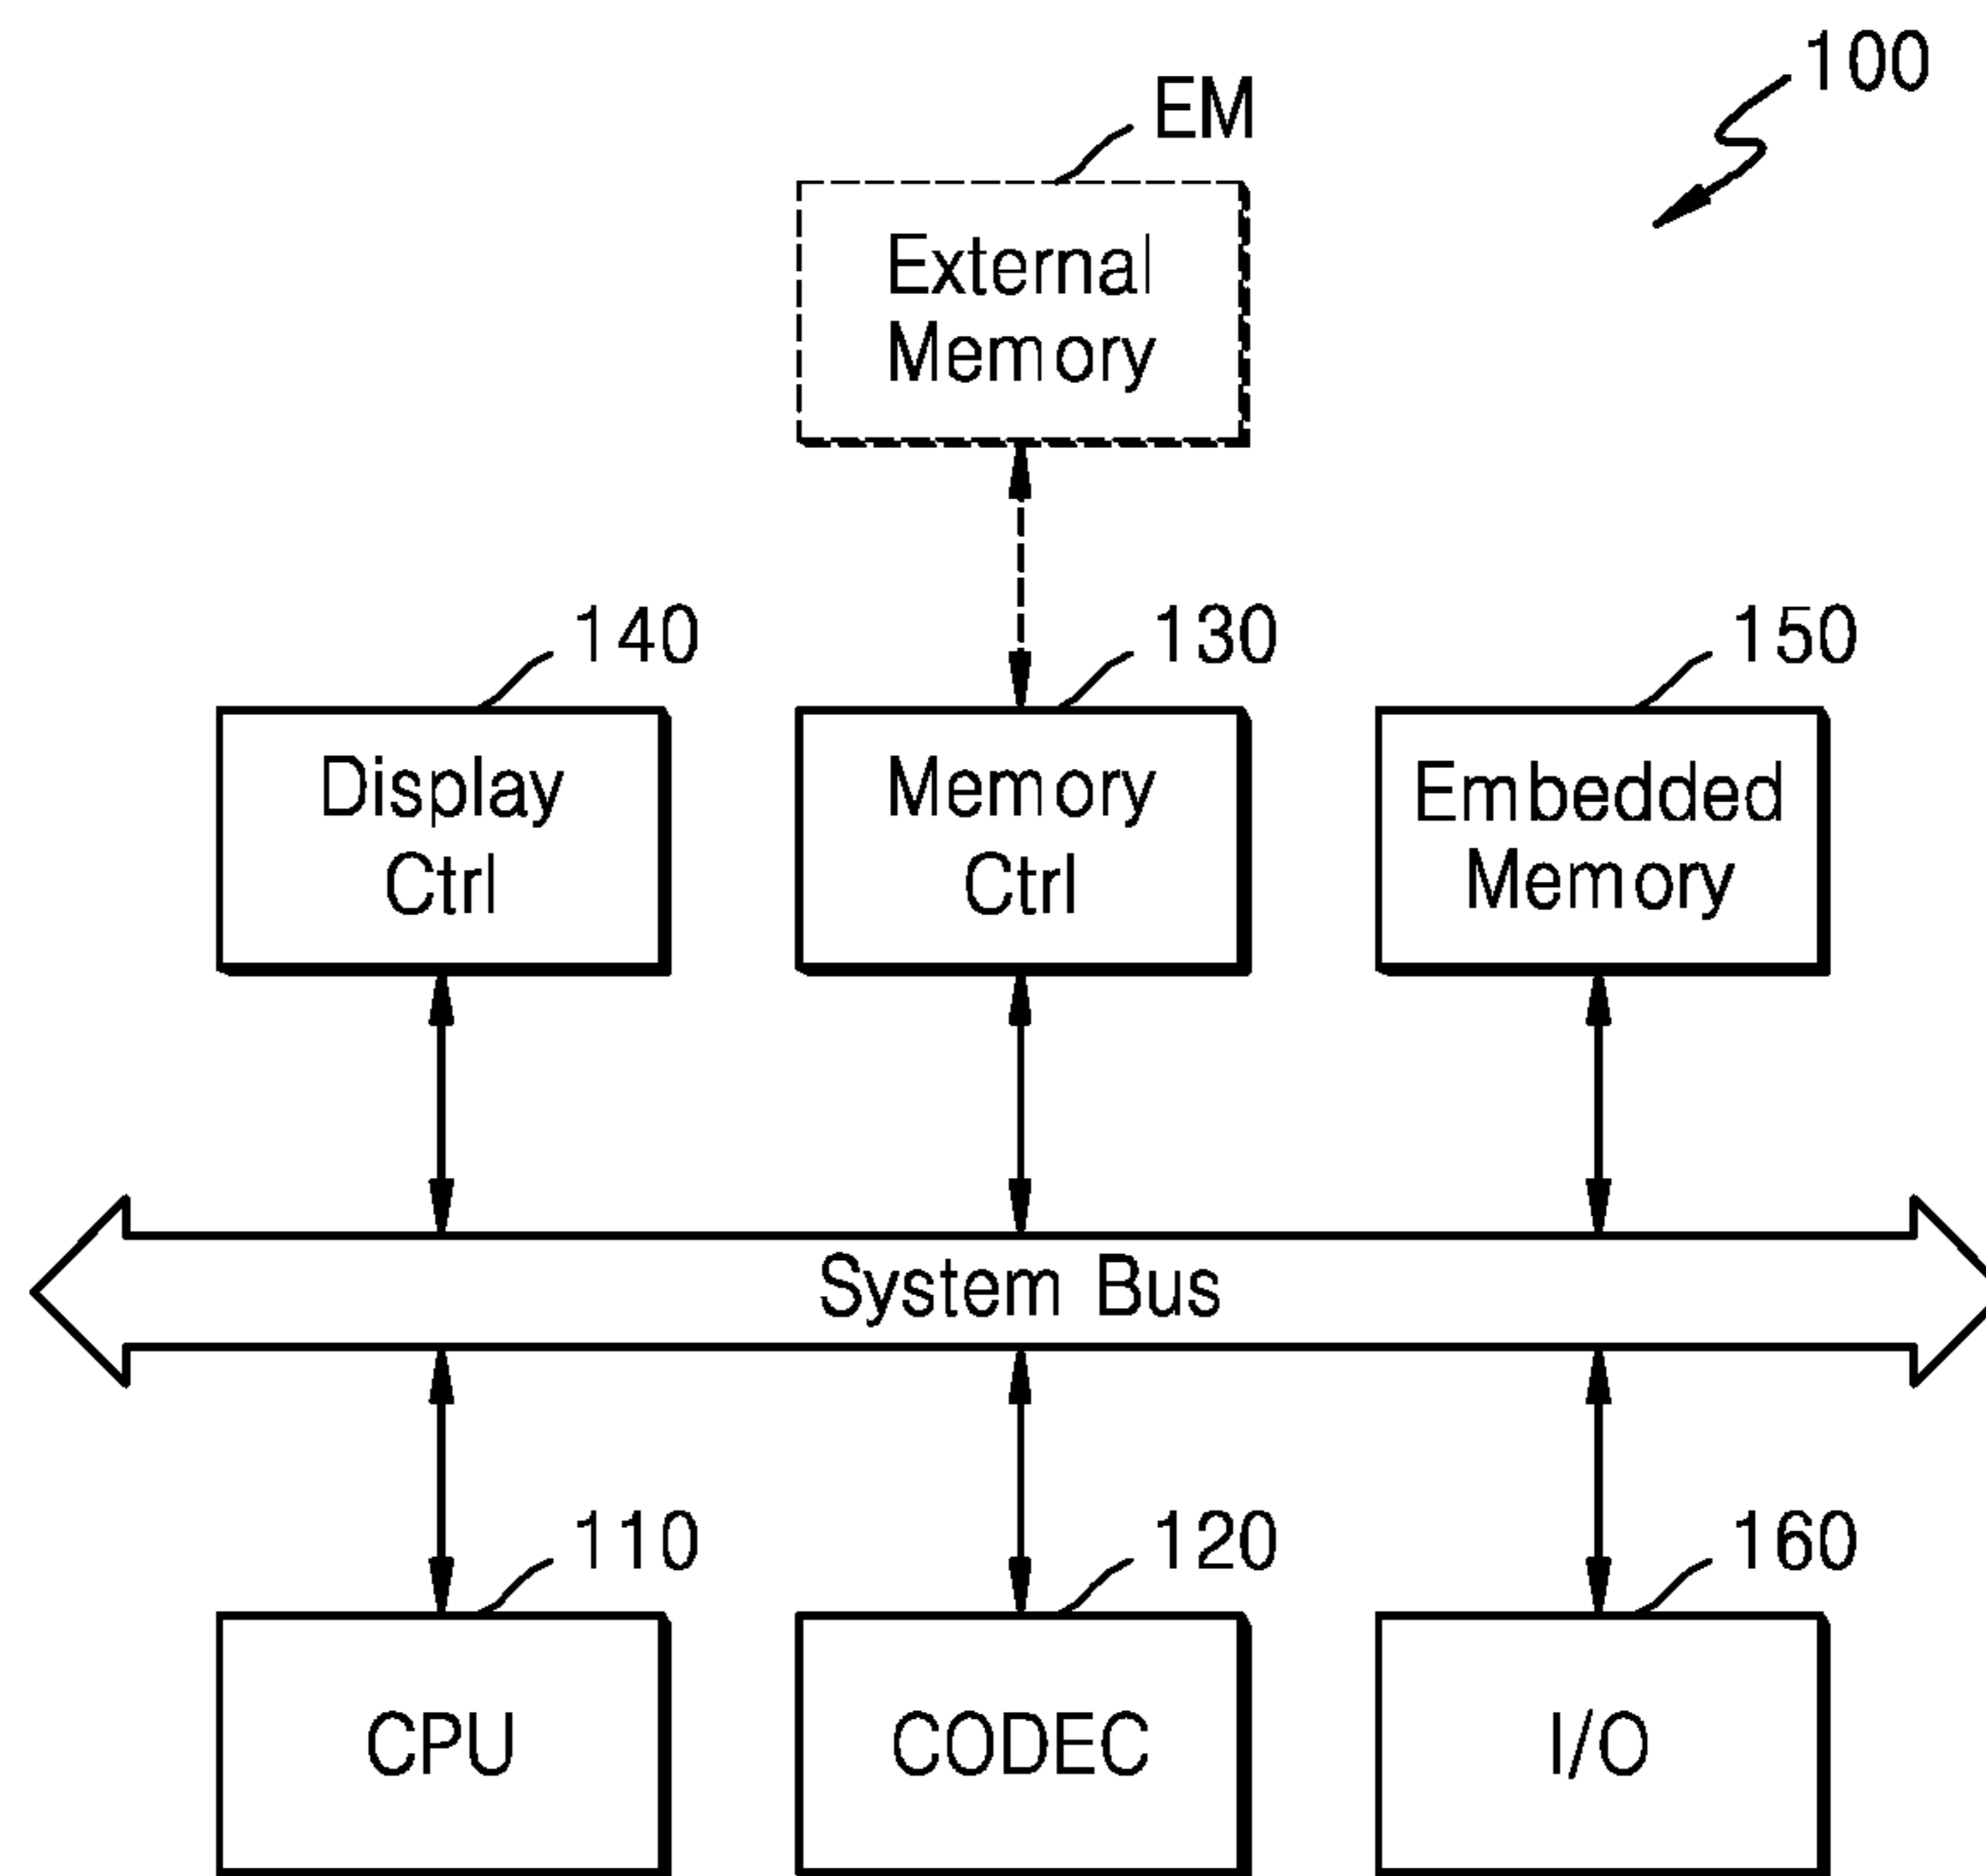 100
EM
External
Memory
140
130
150
Display
Ctrl
Memory
Ctrl
Embedded
Memory
System Bus
110
120
160
CPU
CODEC
I/O